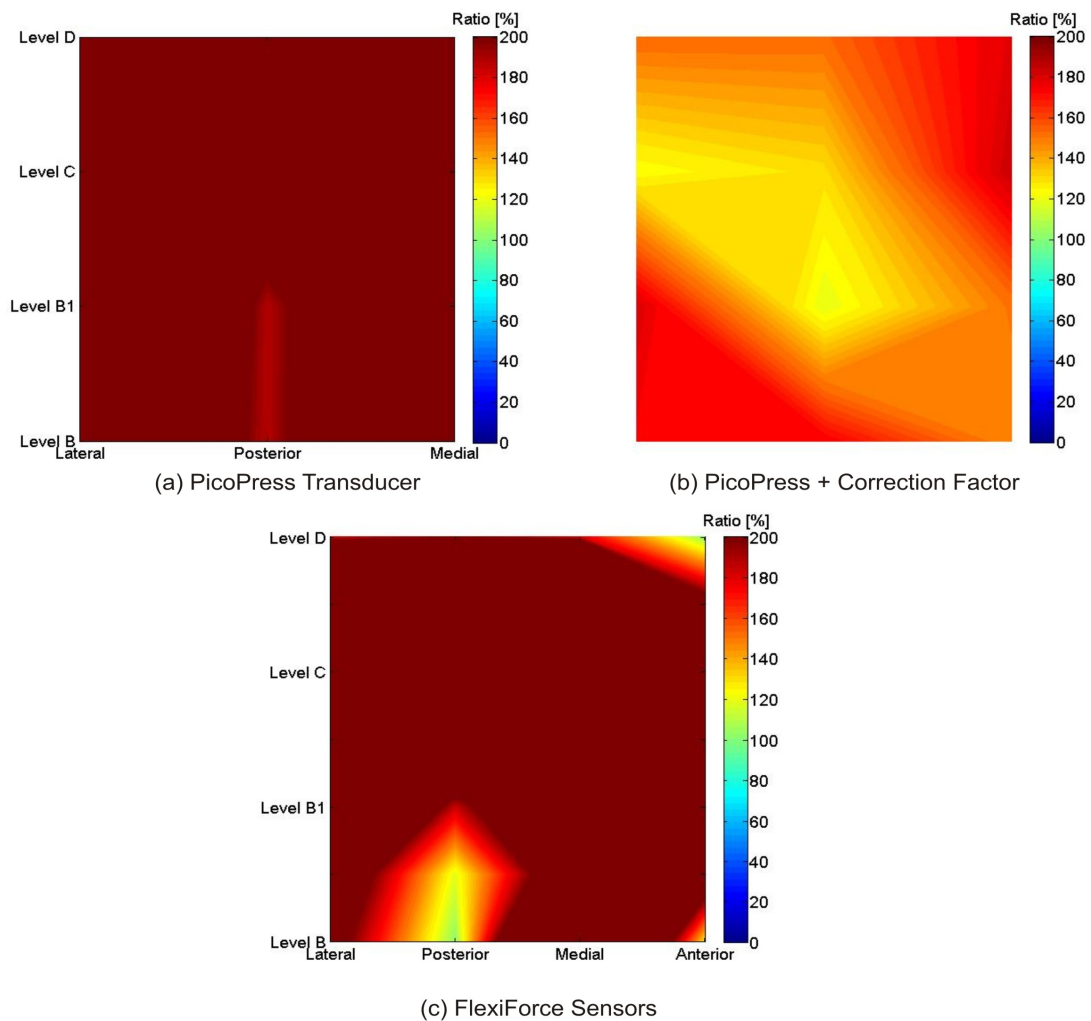 Ratio [%]
Level D
Level C
Level B1
Level B
Lateral
Posterior
Medial
200
180
160
140
120
100
80
60
40
20
0
(a) PicoPress Transducer
Ratio [%]
200
180
160
140
120
100
80
60
40
20
0
(b) PicoPress + Correction Factor
Ratio [%]
Level D
Level C
Level B1
Level B
Lateral
Posterior
Medial
Anterior
200
180
160
140
120
100
80
60
40
20
0
(c) FlexiForce Sensors